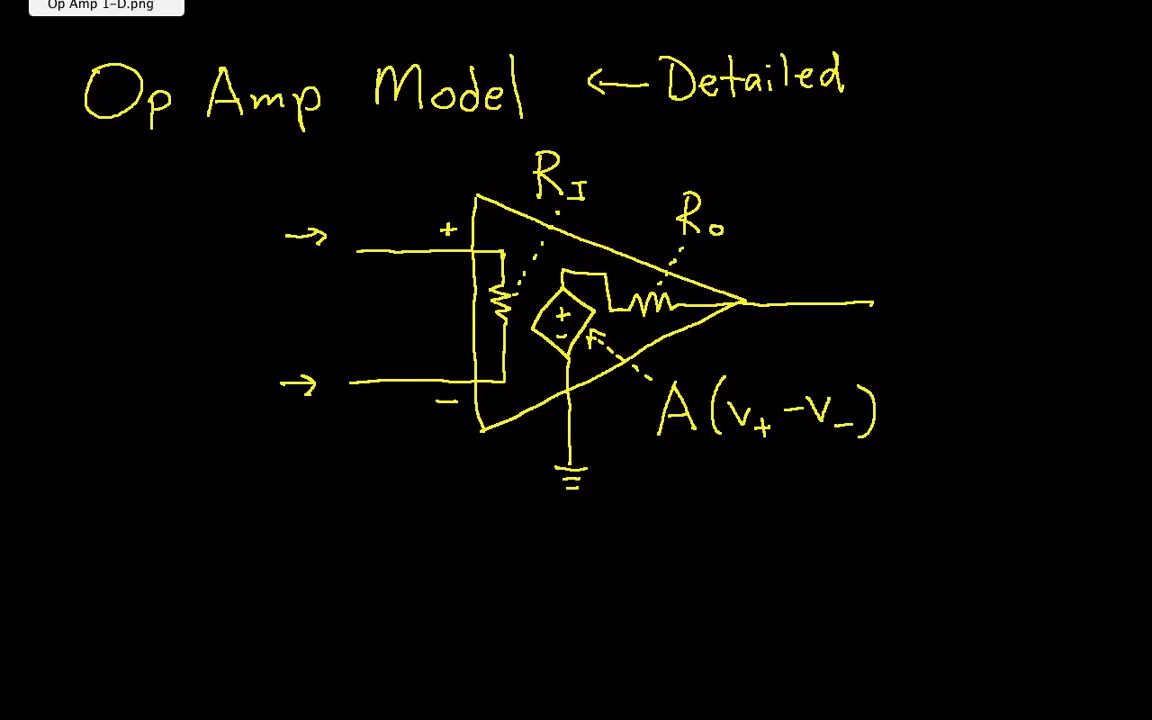 Op Amp 1-D.png
Op Amp Model ← Detailed
R_I
R_o
+
+
-
A(v_+ - v_-)
-